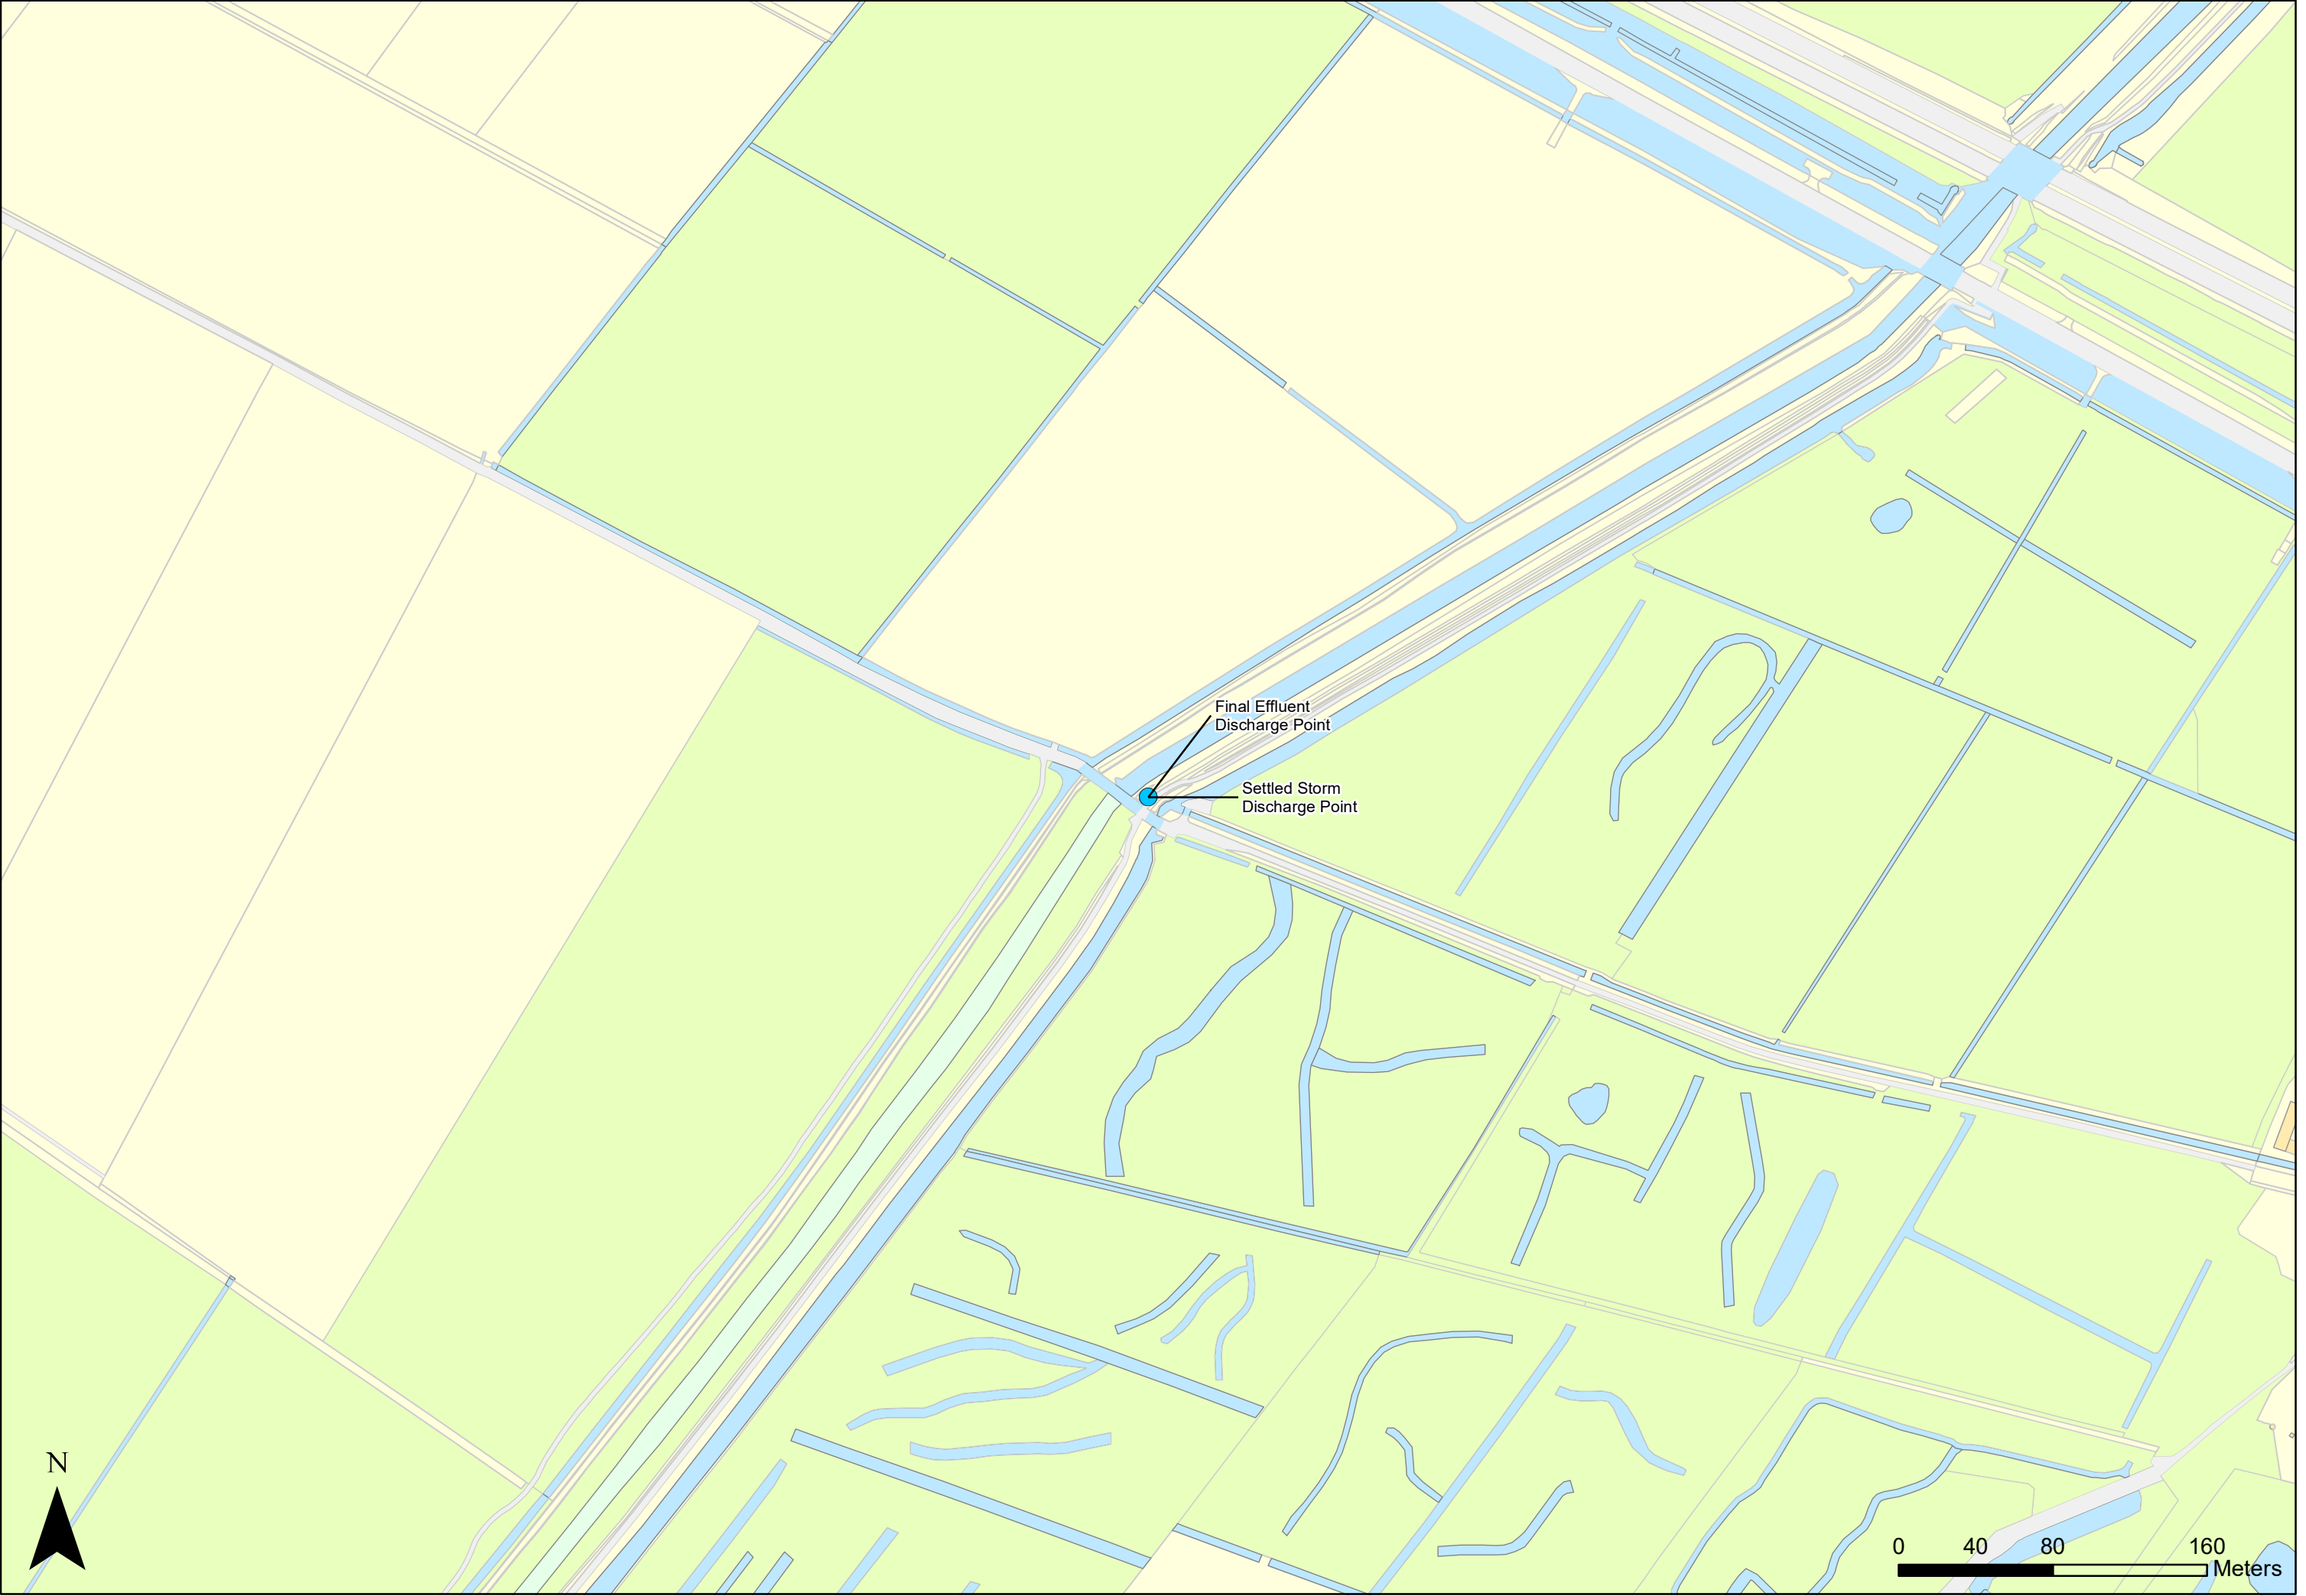 Final Effluent
Discharge Point
Settled Storm
Discharge Point
N
0 40 80 160
Meters